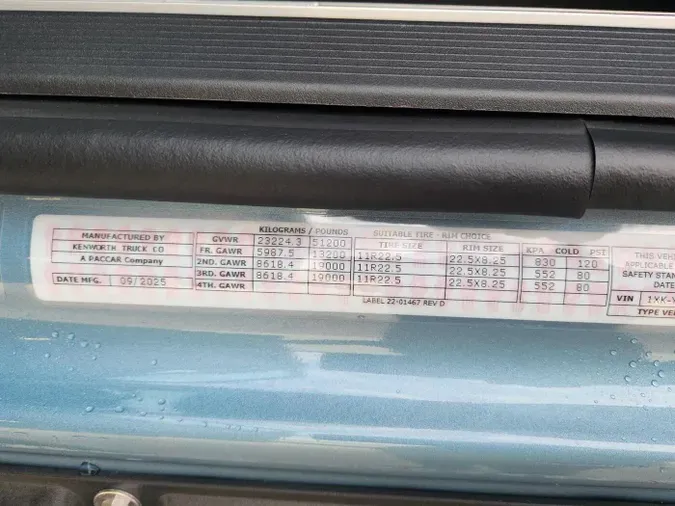 KILOGRAMS / POUNDS SUITABLE TIRE - RIM CHOICE
MANUFACTURED BY GVWR 23224.3 51200 TIRE SIZE RIM SIZE KPA COLD PSI THIS VEH
KENWORTH TRUCK CO FR. GAWR 5987.5 13200 11R22.5 22.5X8.25 830 120 APPLICABLE
A PACCAR Company 2ND. GAWR 8618.4 19000 11R22.5 22.5X8.25 552 80 SAFETY STAN
3RD. GAWR 8618.4 19000 11R22.5 22.5X8.25 552 80 DATE
DATE MFG. 09/2025 4TH. GAWR VIN 1XK-Y
LABEL 22-01467 REV D TYPE VE